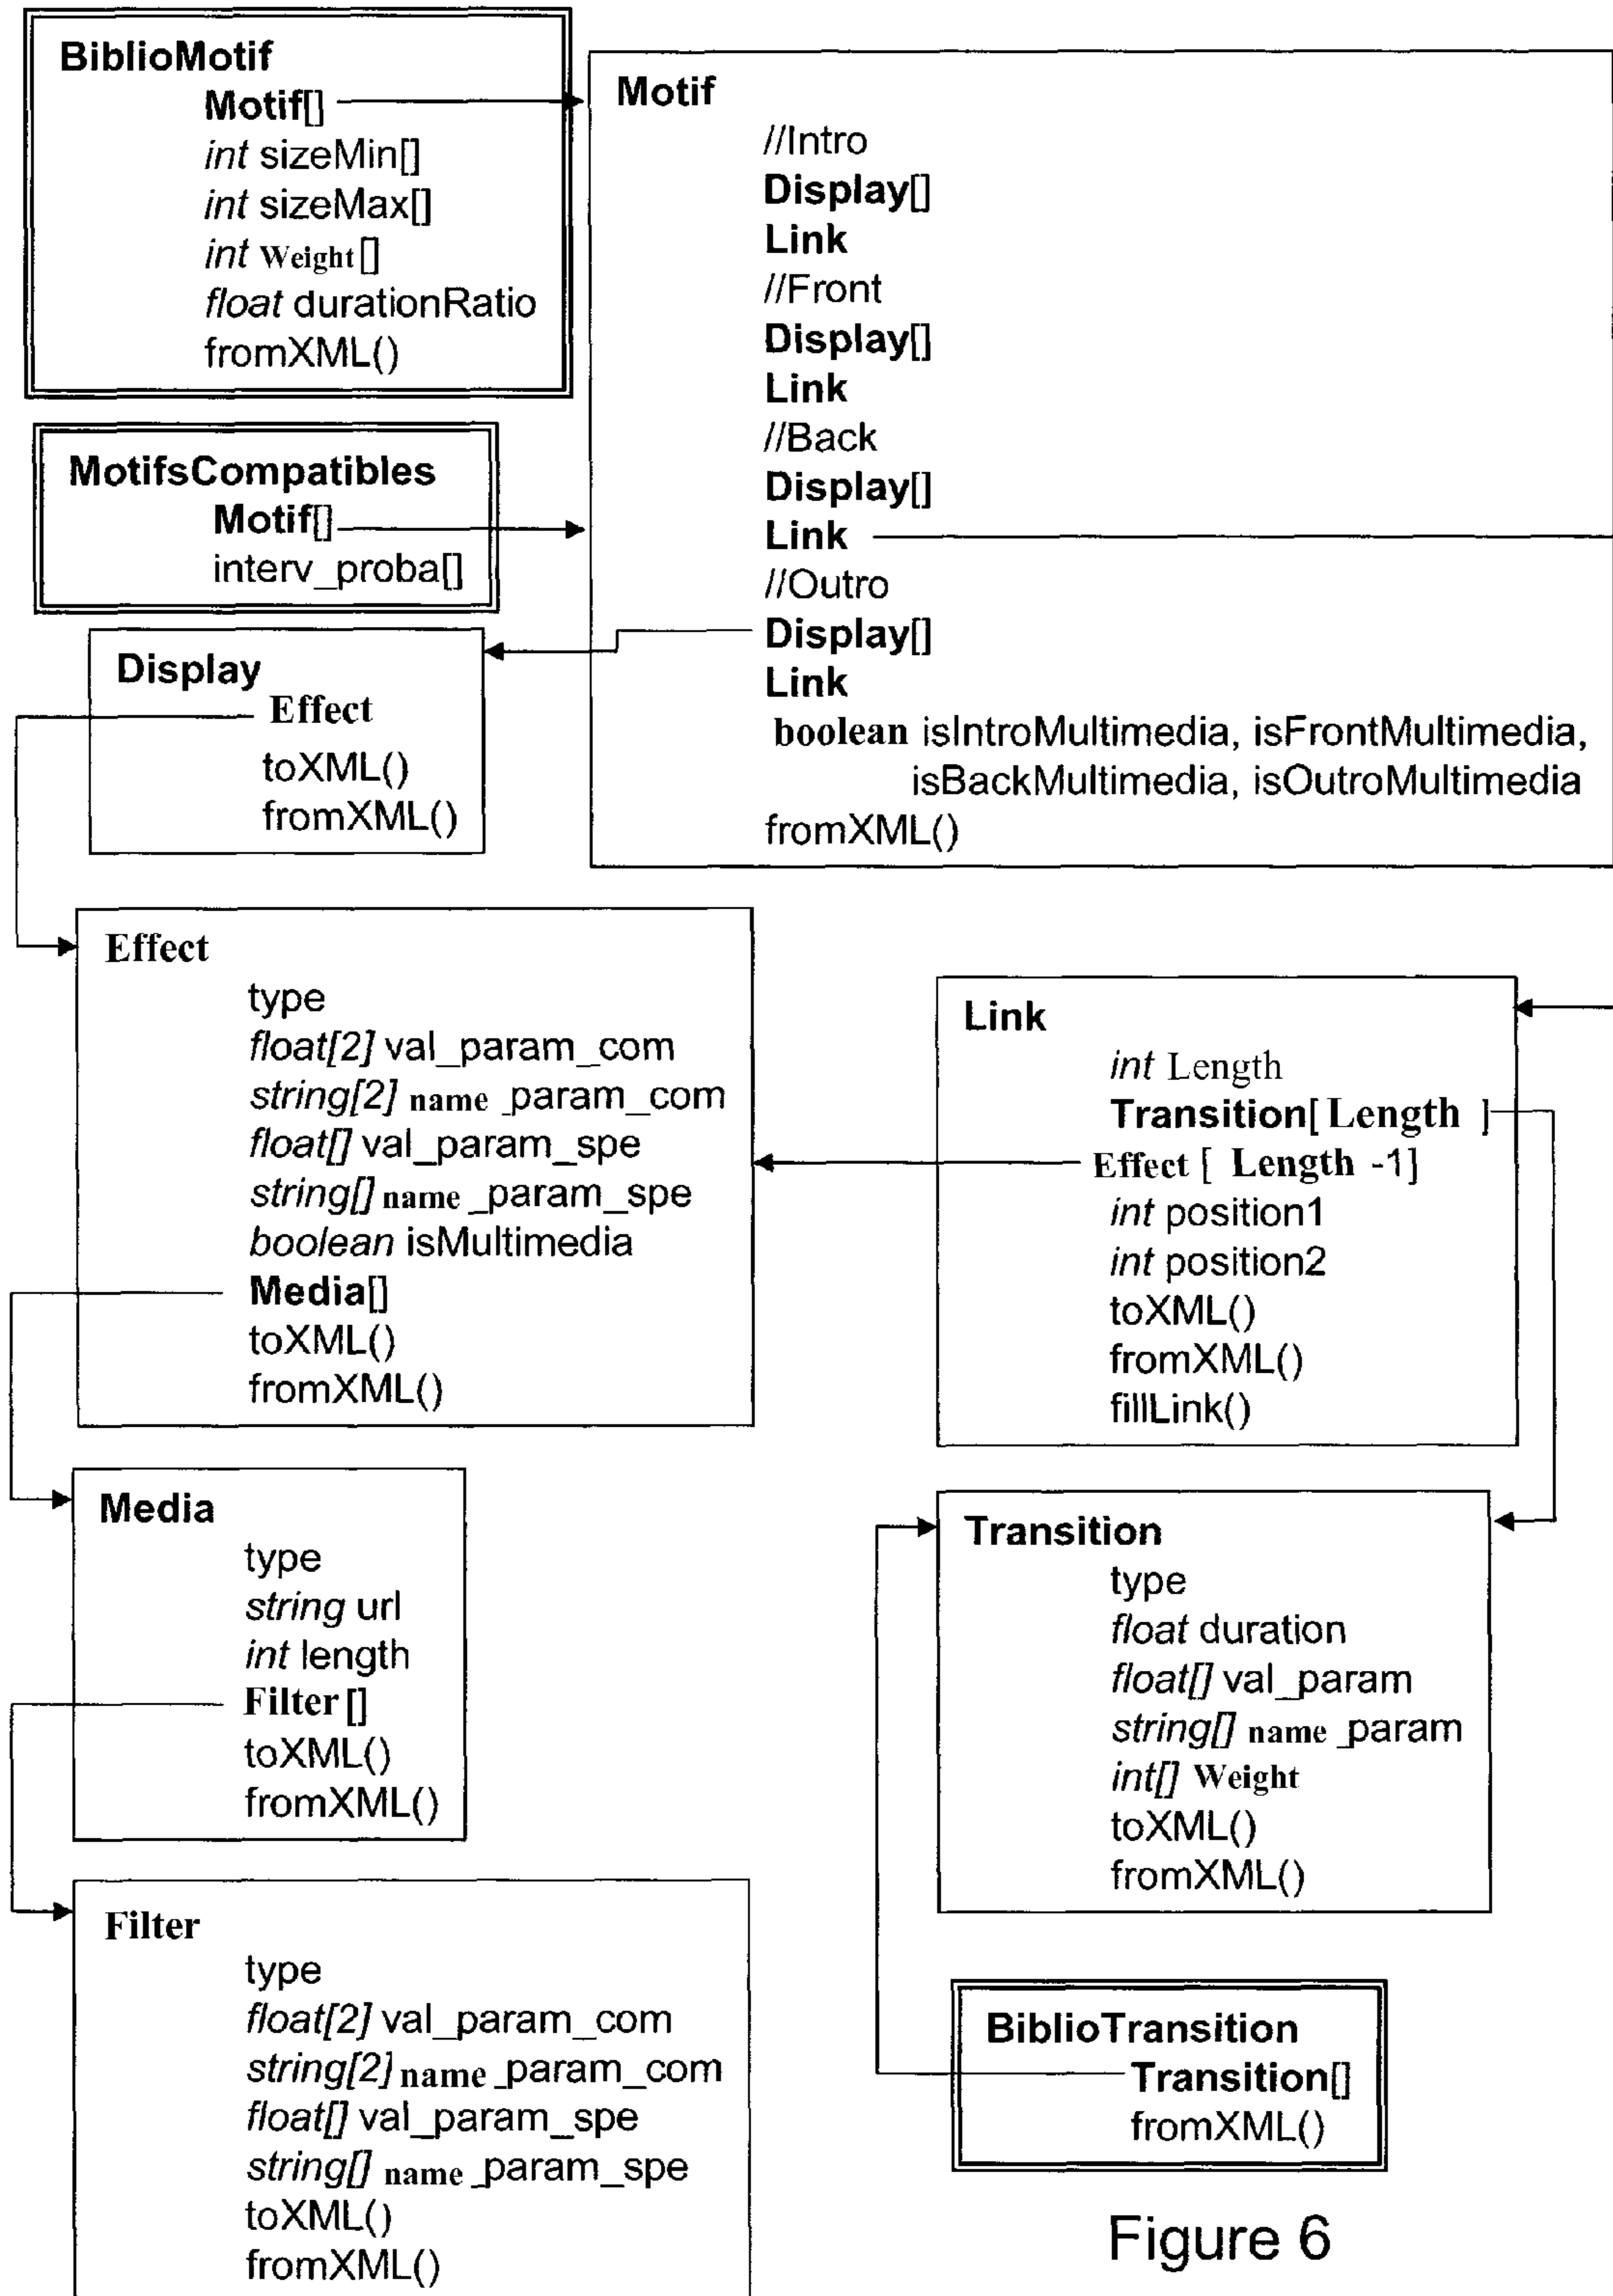 BiblioMotif
Motif[]
int sizeMin[]
int sizeMax[]
int Weight[]
float durationRatio
fromXML()
MotifsCompatibles
Motif[]
interv_proba[]
Motif
//Intro
Display[]
Link
//Front
Display[]
Link
//Back
Display[]
Link
//Outro
Display[]
Link
boolean isIntroMultimedia, isFrontMultimedia,
isBackMultimedia, isOutroMultimedia
fromXML()
Display
Effect
toXML()
fromXML()
Effect
type
float[2] val_param_com
string[2] name _param_com
float[] val_param_spe
string[] name _param_spe
boolean isMultimedia
Media[]
toXML()
fromXML()
Link
int Length
Transition[ Length ]
Effect [ Length -1]
int position1
int position2
toXML()
fromXML()
fillLink()
Media
type
string url
int length
Filter []
toXML()
fromXML()
Transition
type
float duration
float[] val_param
string[] name _param
int[] Weight
toXML()
fromXML()
Filter
type
float[2] val_param_com
string[2] name _param_com
float[] val_param_spe
string[] name _param_spe
toXML()
fromXML()
BiblioTransition
Transition[]
fromXML()
Figure 6